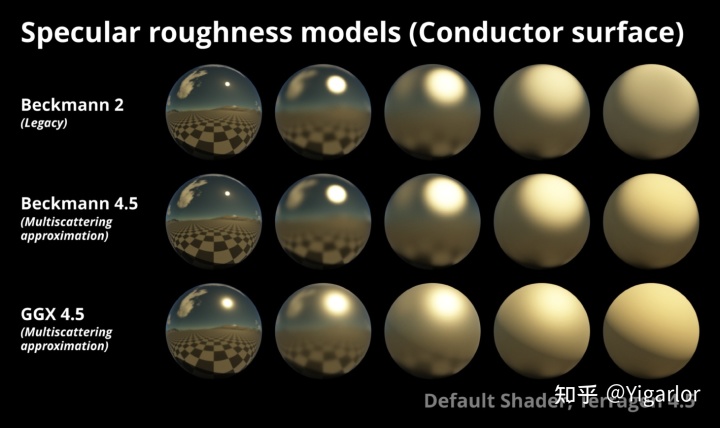 Specular roughness models (Conductor surface)
Beckmann 2
(Legacy)
Beckmann 4.5
(Multiscattering
approximation)
GGX 4.5
(Multiscattering
approximation)
Default Shader, Terragen 4.5
知乎 @Yigarlor